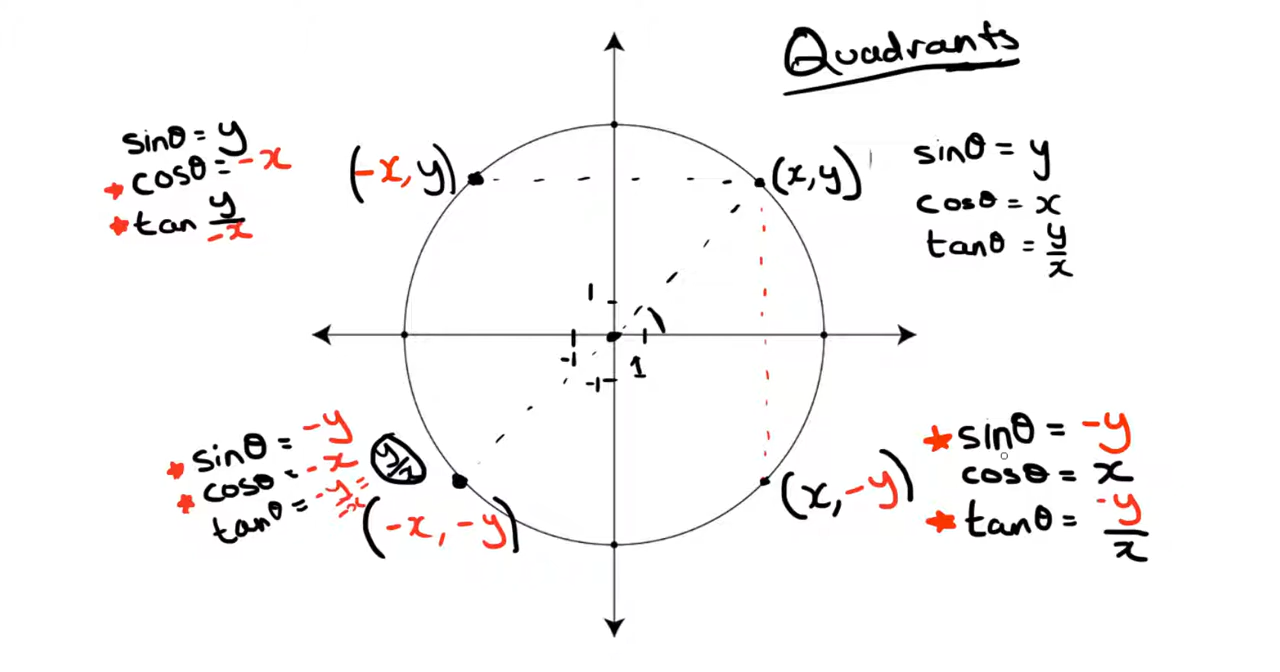 Quadrants
sinθ = y
cosθ = -x
tan y/-x
(-x, y)
(x, y)
sinθ = y
cosθ = x
tanθ = y/x
1
-1
1
-1
sinθ = -y
cosθ = -x
tanθ = -y/-x = y/x
(-x, -y)
(x, -y)
sinθ = -y
cosθ = x
tanθ = -y/x